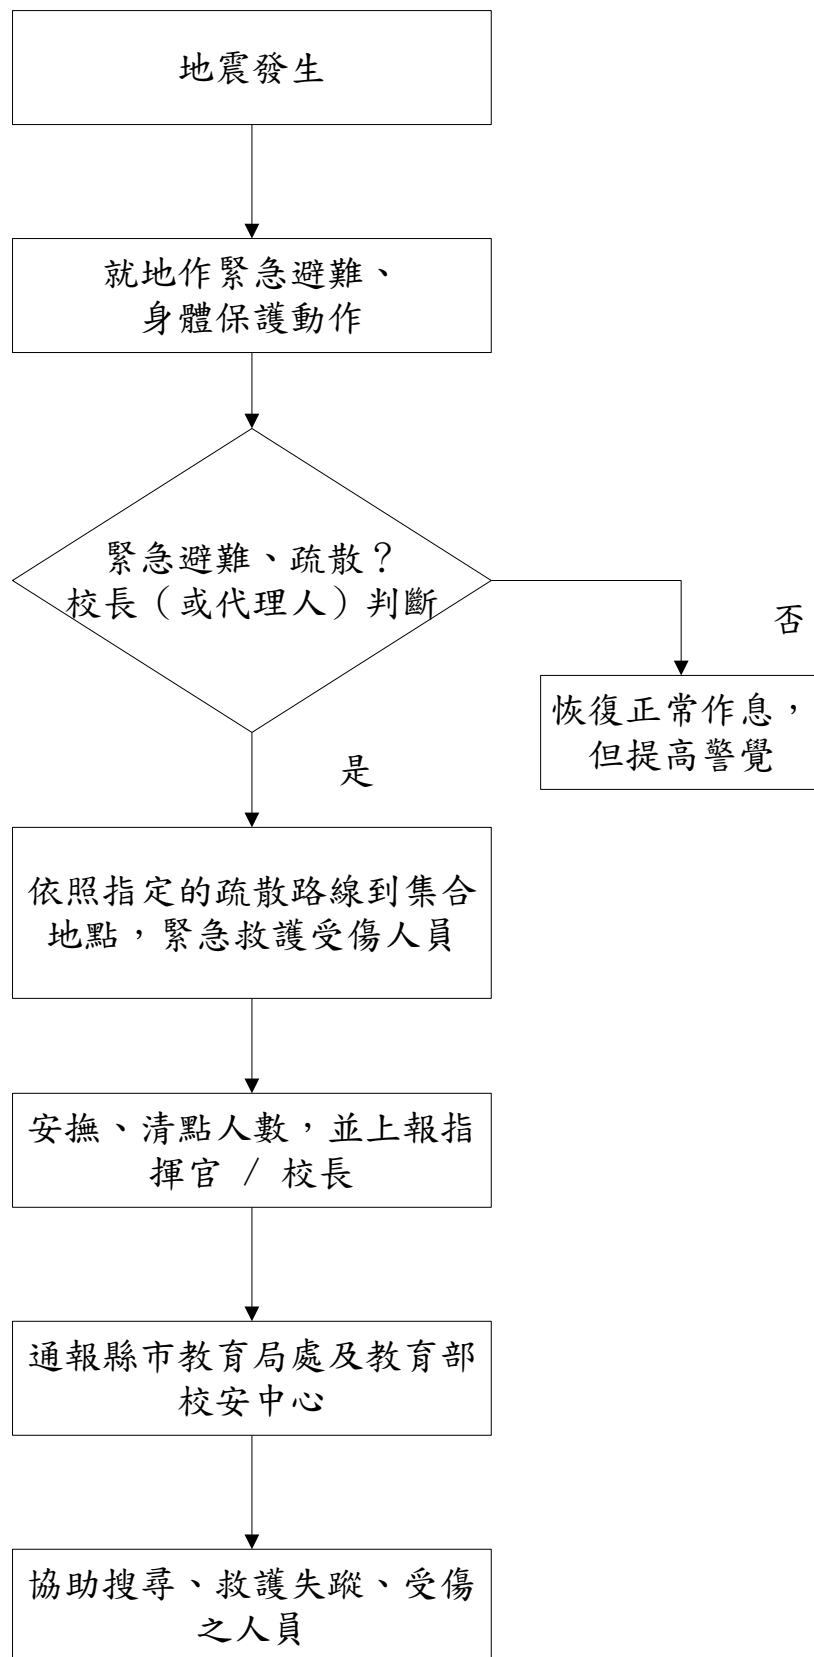 地震發生
就地作緊急避難、
身體保護動作
緊急避難、疏散？
校長（或代理人）判斷
否
恢復正常作息，
但提高警覺
是
依照指定的疏散路線到集合
地點，緊急救護受傷人員
安撫、清點人數，並上報指
揮官 / 校長
通報縣市教育局處及教育部
校安中心
協助搜尋、救護失蹤、受傷
之人員